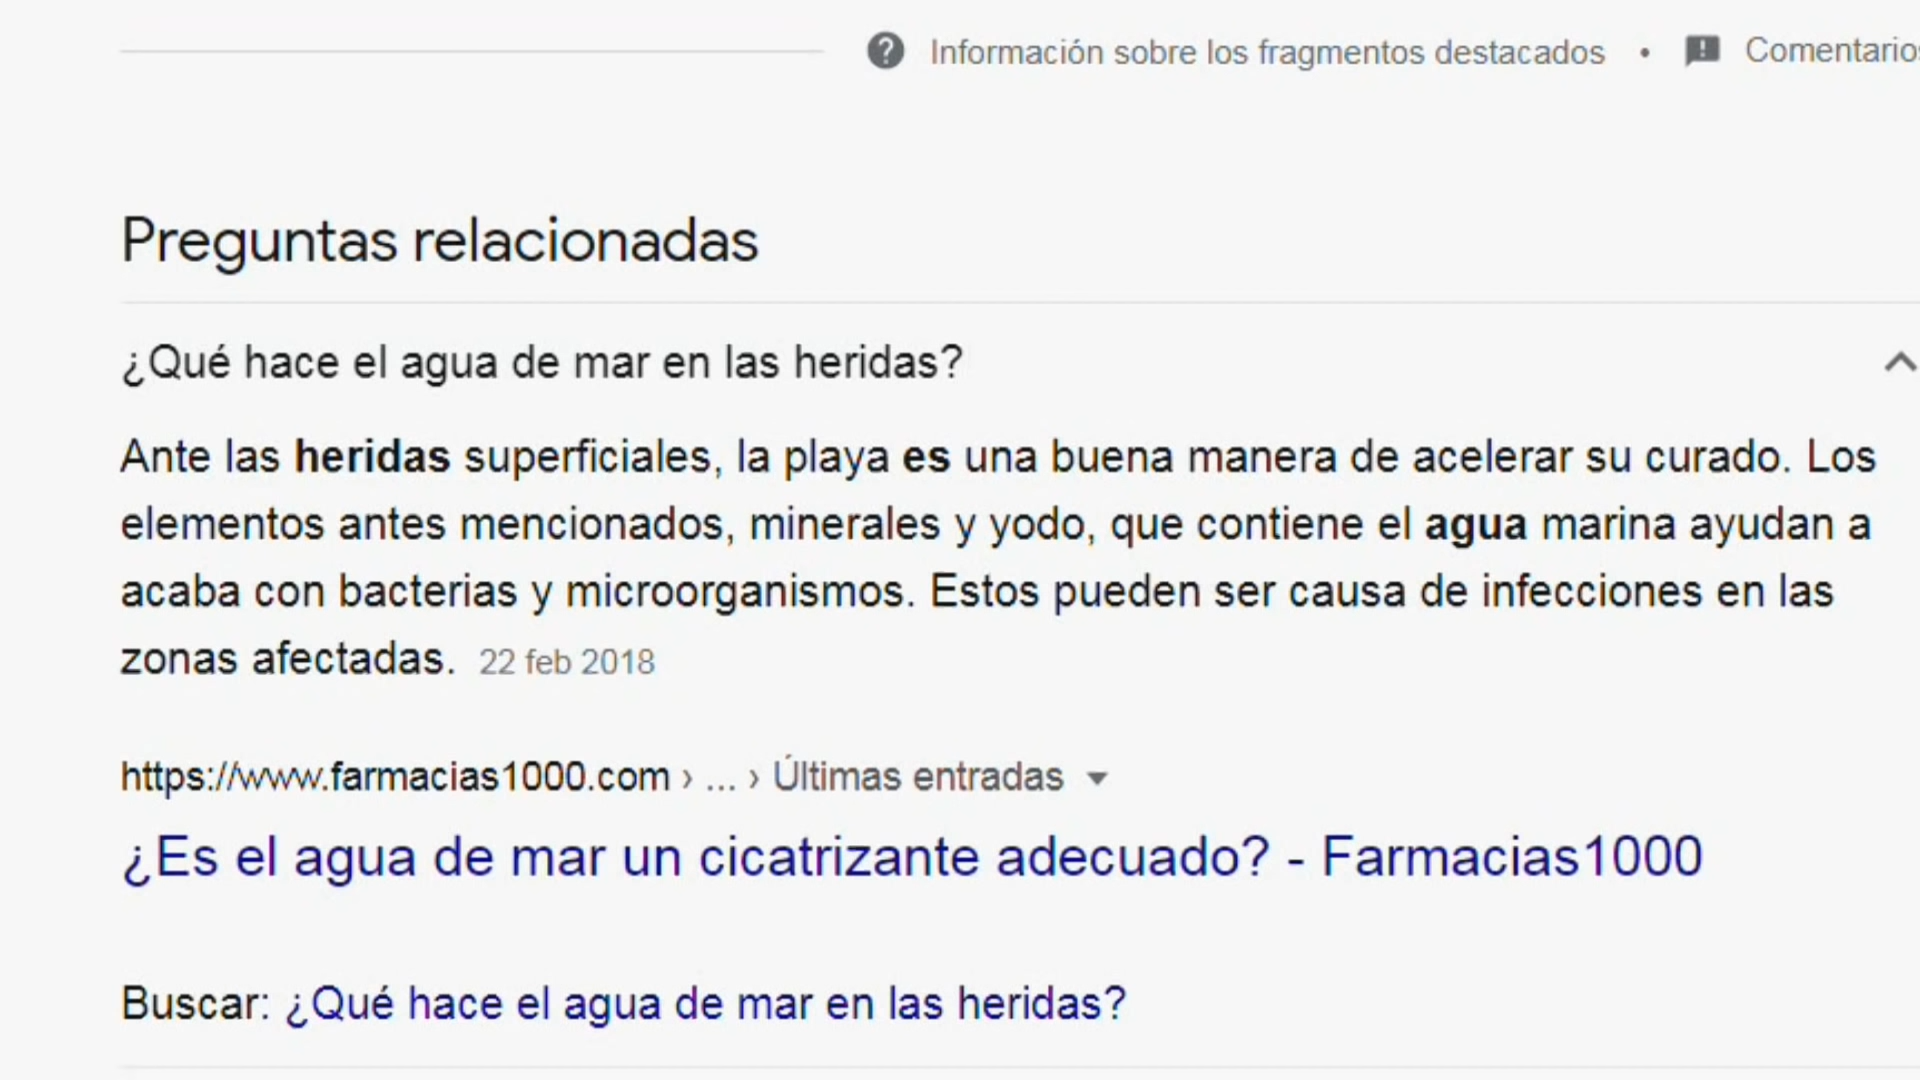 Información sobre los fragmentos destacados • Comentarios
Preguntas relacionadas
¿Qué hace el agua de mar en las heridas?
Ante las heridas superficiales, la playa es una buena manera de acelerar su curado. Los
elementos antes mencionados, minerales y yodo, que contiene el agua marina ayudan a
acaba con bacterias y microorganismos. Estos pueden ser causa de infecciones en las
zonas afectadas. 22 feb 2018
https://www.farmacias1000.com › ... › Últimas entradas
¿Es el agua de mar un cicatrizante adecuado? - Farmacias1000
Buscar: ¿Qué hace el agua de mar en las heridas?